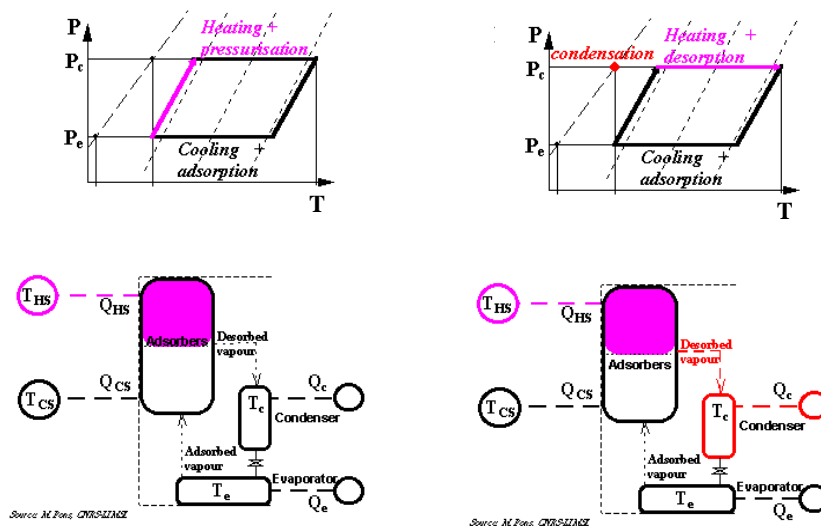 P
Heating +
pressurisation
Pc
Pe
Cooling +
adsorption
T
P
Heating +
desorption
condensation
Pc
Pe
Cooling +
adsorption
T
THS
QHS
Adsorbers
Desorbed
vapour
TCS
QCS
Tc
Qc
Condenser
Adsorbed
vapour
Evaporator
Te
Qe
Source M. Pons, CNRS-LIMSI
THS
QHS
Desorbed
vapour
Adsorbers
TCS
QCS
Tc
Qc
Condenser
Adsorbed
vapour
Evaporator
Te
Qe
Source M. Pons, CNRS-LIMSI